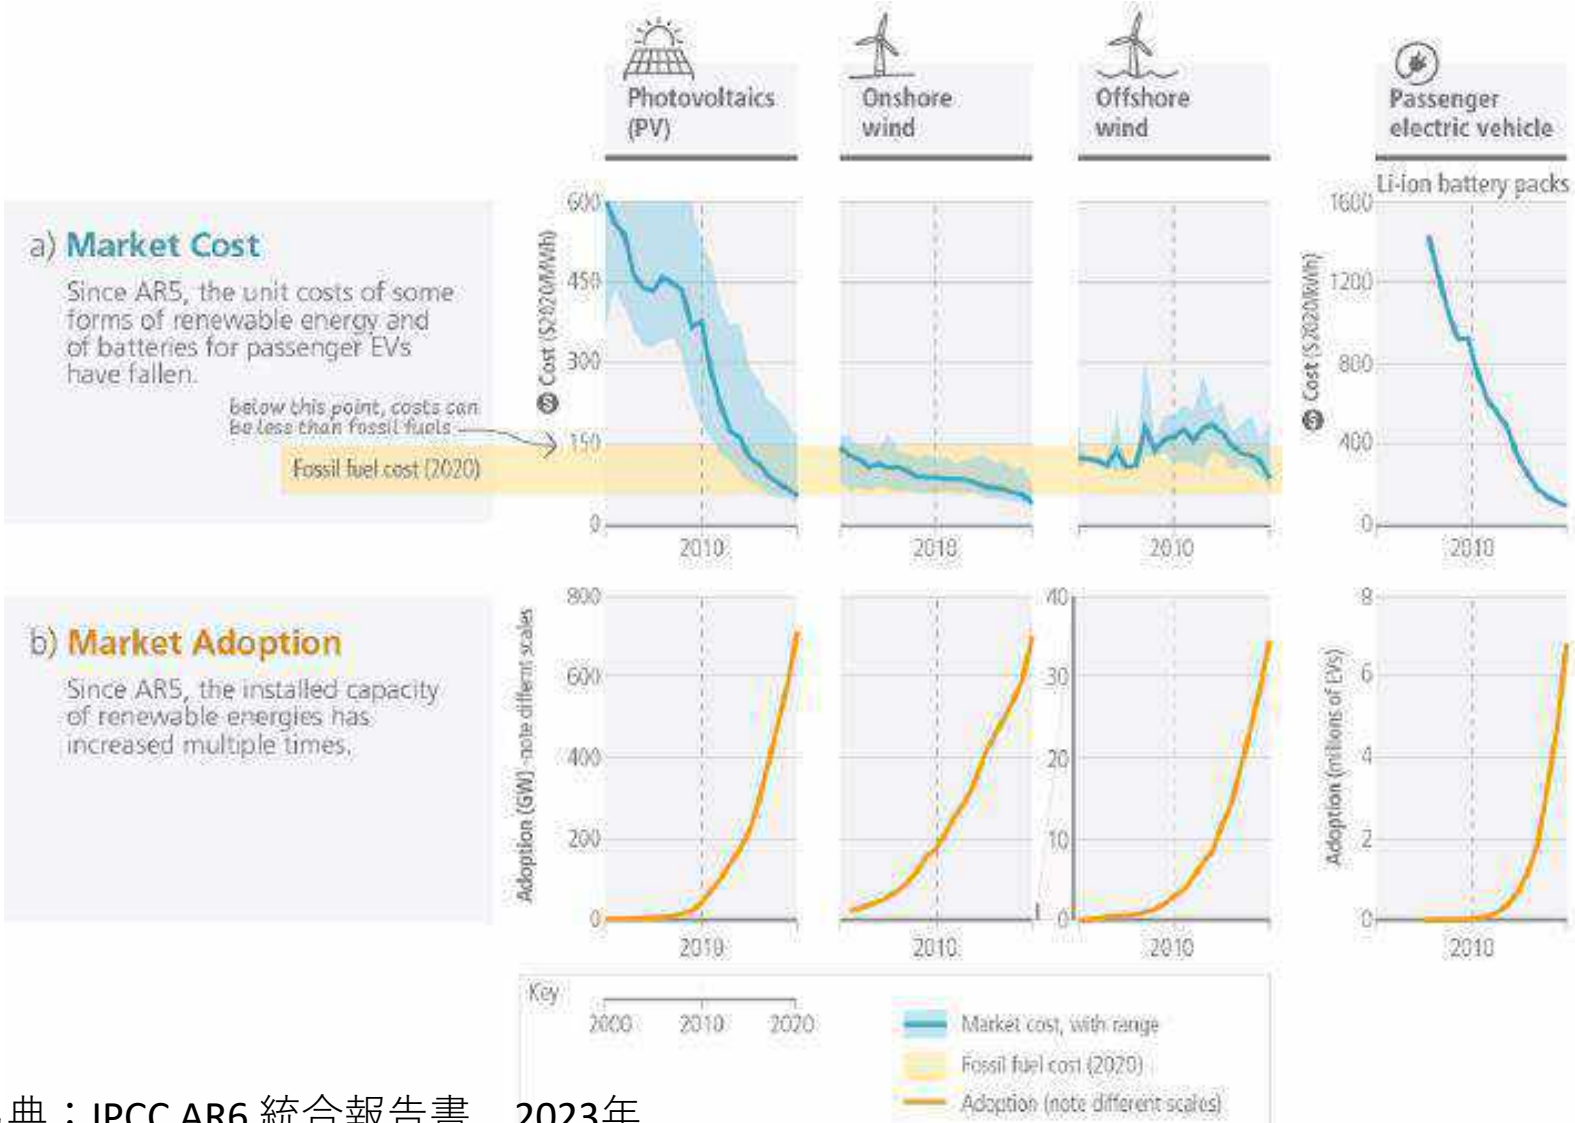 Photovoltaics
(PV)
Onshore
wind
Offshore
wind
Passenger
electric vehicle
Li-ion battery packs
a) Market Cost
Since AR5, the unit costs of some
forms of renewable energy and
of batteries for passenger EVs
have fallen.
below this point, costs can
be less than fossil fuels
Fossil fuel cost (2020)
$ Cost ($2020/MWh)
600
450
300
150
0
2010
2010
2010
$ Cost ($2020/kWh)
1600
1200
800
400
0
2010
b) Market Adoption
Since AR5, the installed capacity
of renewable energies has
increased multiple times.
Adoption (GW) -note different scales
800
600
400
200
0
2010
2010
40
30
20
10
0
2010
Adoption (millions of EVs)
8
6
4
2
0
2010
Key
2000 2010 2020
Market cost, with range
Fossil fuel cost (2020)
Adoption (note different scales)
典：IPCC AR6 統合報告書 2023年